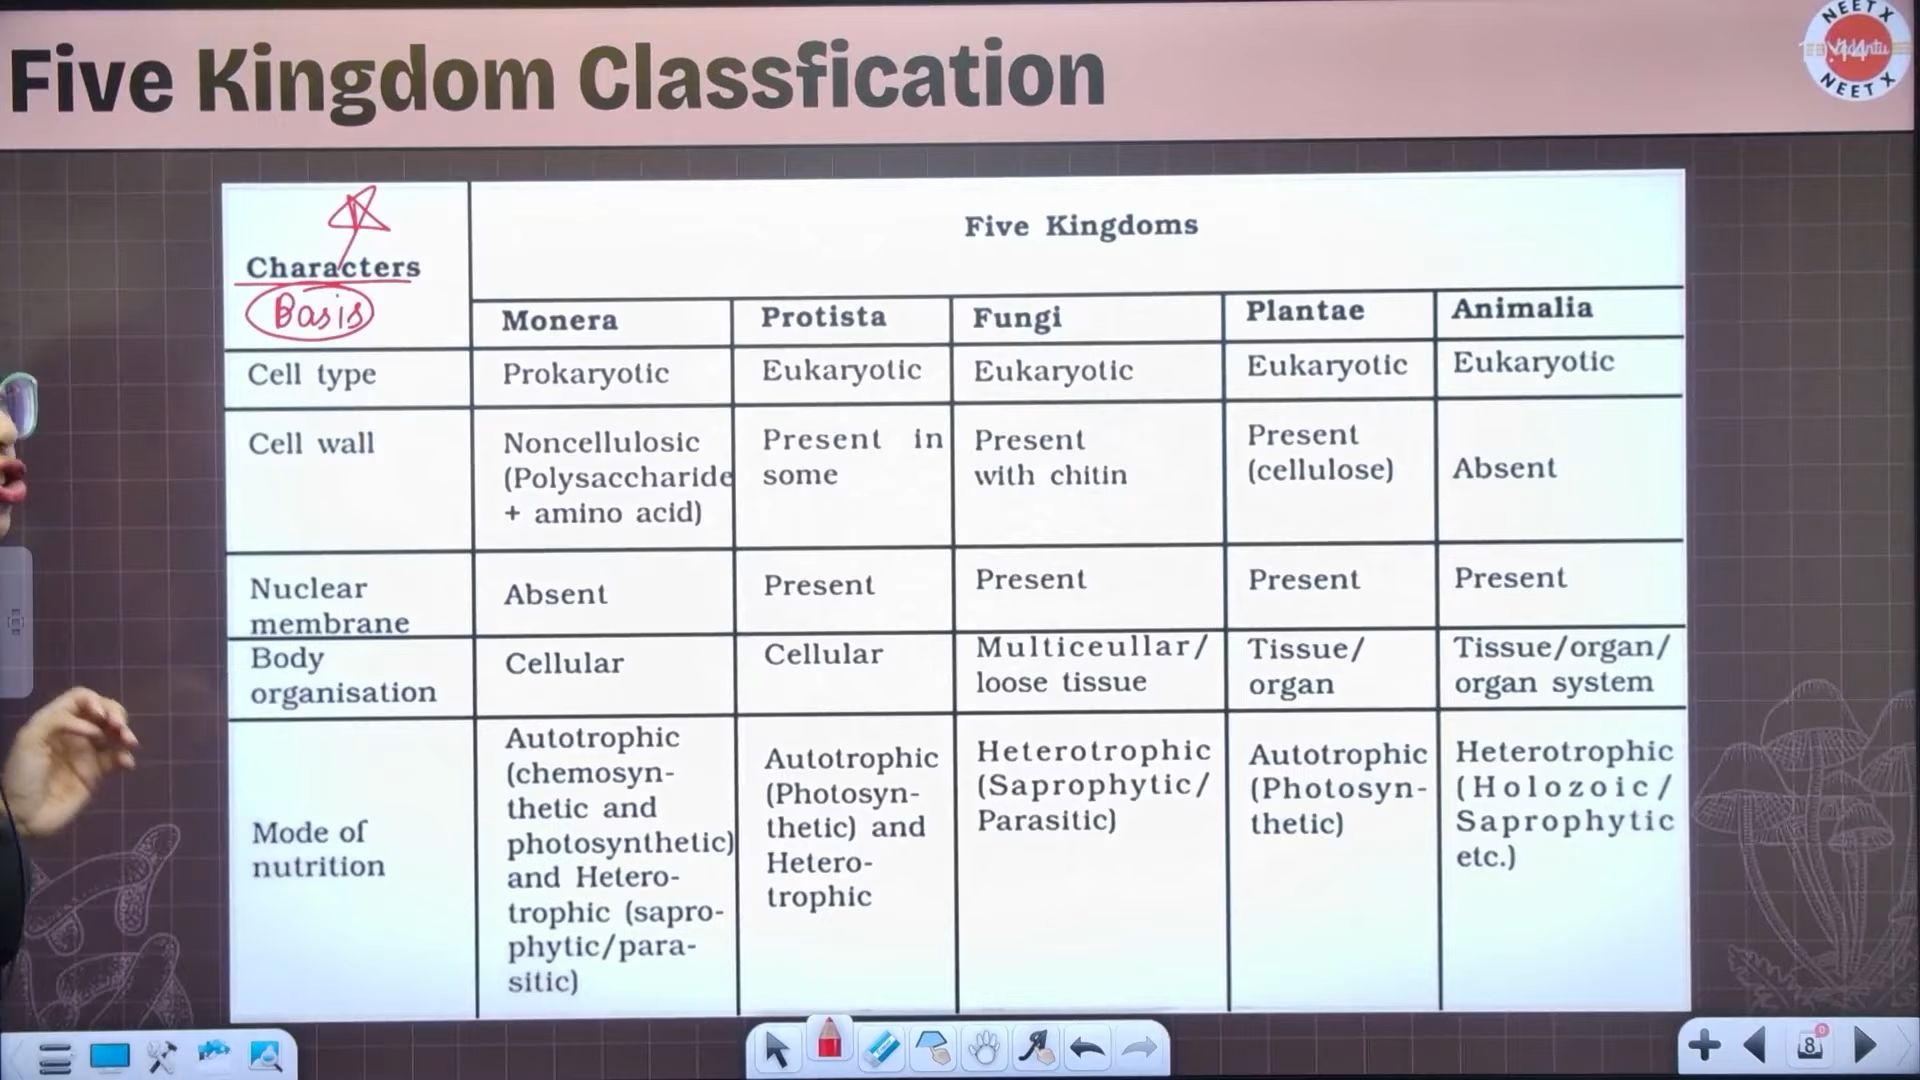 Five Kingdom Classfication
NEET X
Vedantu
NEET X
Characters
Basis
Five Kingdoms
Monera
Protista
Fungi
Plantae
Animalia
Cell type
Prokaryotic
Eukaryotic
Eukaryotic
Eukaryotic
Eukaryotic
Cell wall
Noncellulosic
(Polysaccharide
+ amino acid)
Present in
some
Present
with chitin
Present
(cellulose)
Absent
Nuclear
membrane
Absent
Present
Present
Present
Present
Body
organisation
Cellular
Cellular
Multiceullar/
loose tissue
Tissue/
organ
Tissue/organ/
organ system
Mode of
nutrition
Autotrophic
(chemosyn-
thetic and
photosynthetic)
and Hetero-
trophic (sapro-
phytic/para-
sitic)
Autotrophic
(Photosyn-
thetic) and
Hetero-
trophic
Heterotrophic
(Saprophytic/
Parasitic)
Autotrophic
(Photosyn-
thetic)
Heterotrophic
(Holozoic/
Saprophytic
etc.)
8
0